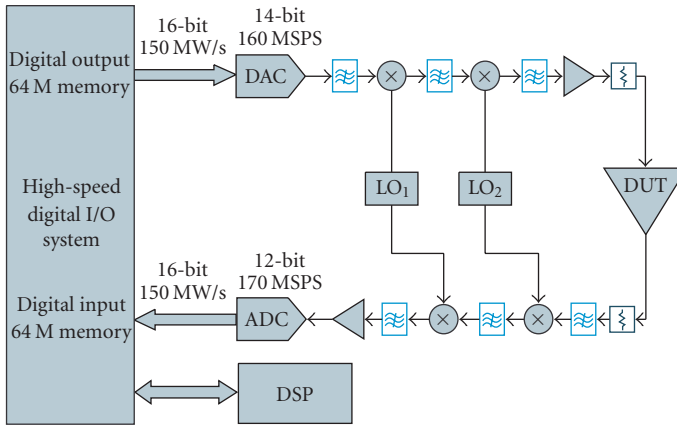 Digital output
64 M memory
High-speed
digital I/O
system
Digital input
64 M memory
16-bit
150 MW/s
14-bit
160 MSPS
DAC
×
×
LO₁
LO₂
DUT
16-bit
150 MW/s
12-bit
170 MSPS
ADC
×
×
DSP